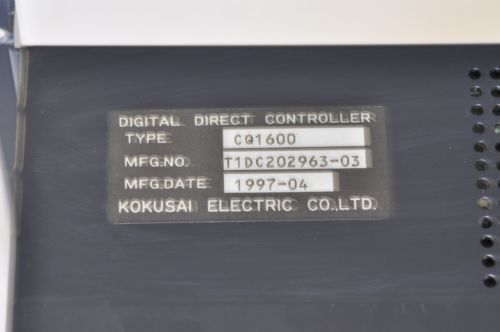 DIGITAL DIRECT CONTROLLER
TYPE CQ1600
MFG.NO. T1DC202963-03
MFG.DATE 1997-04
KOKUSAI ELECTRIC CO.,LTD.